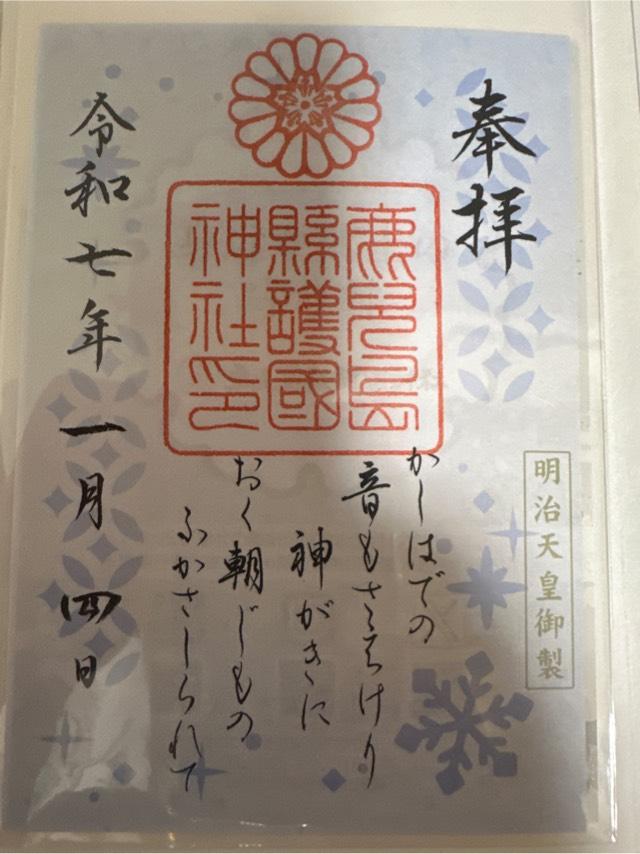 奉拝
鹿兒島
縣護國
神社印
明治天皇御製
かしはでの
音もさえけり
神がきに
おく朝じもの
ふかさしられて
令和七年一月四日